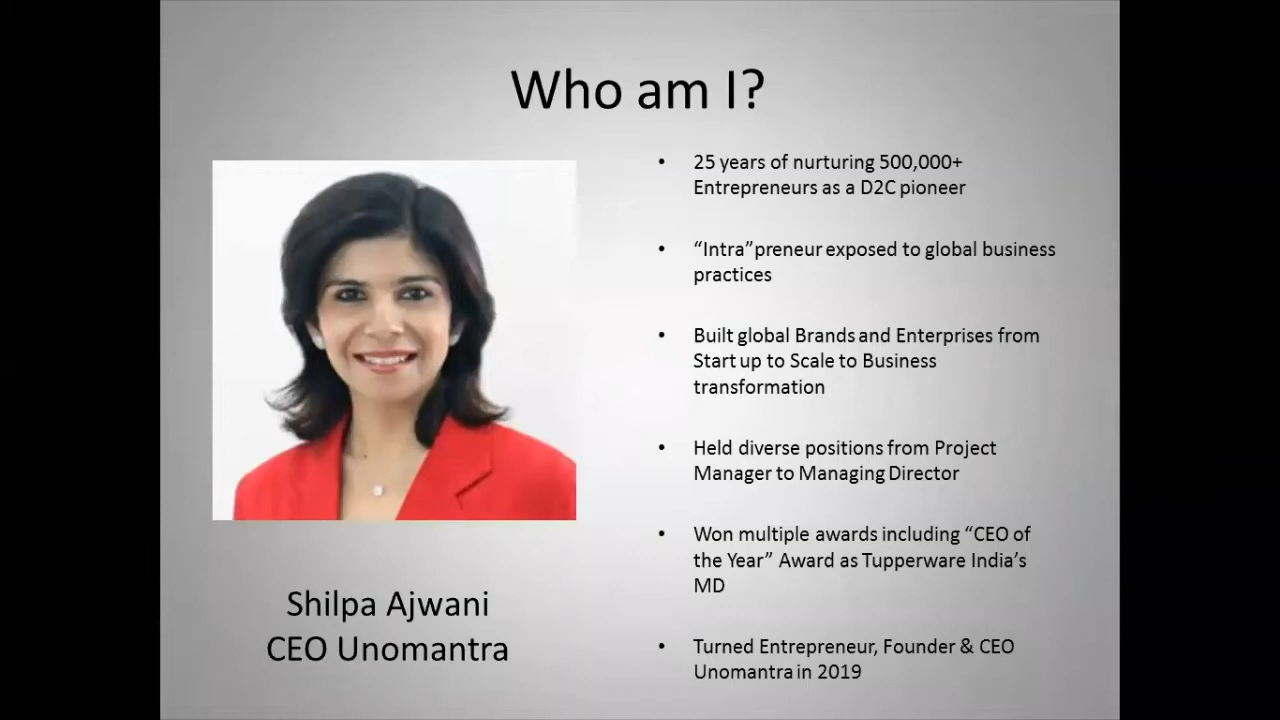 Who am I?
• 25 years of nurturing 500,000+
Entrepreneurs as a D2C pioneer
• “Intra”preneur exposed to global business
practices
• Built global Brands and Enterprises from
Start up to Scale to Business
transformation
• Held diverse positions from Project
Manager to Managing Director
• Won multiple awards including “CEO of
the Year” Award as Tupperware India’s
MD
• Turned Entrepreneur, Founder & CEO
Unomantra in 2019
Shilpa Ajwani
CEO Unomantra